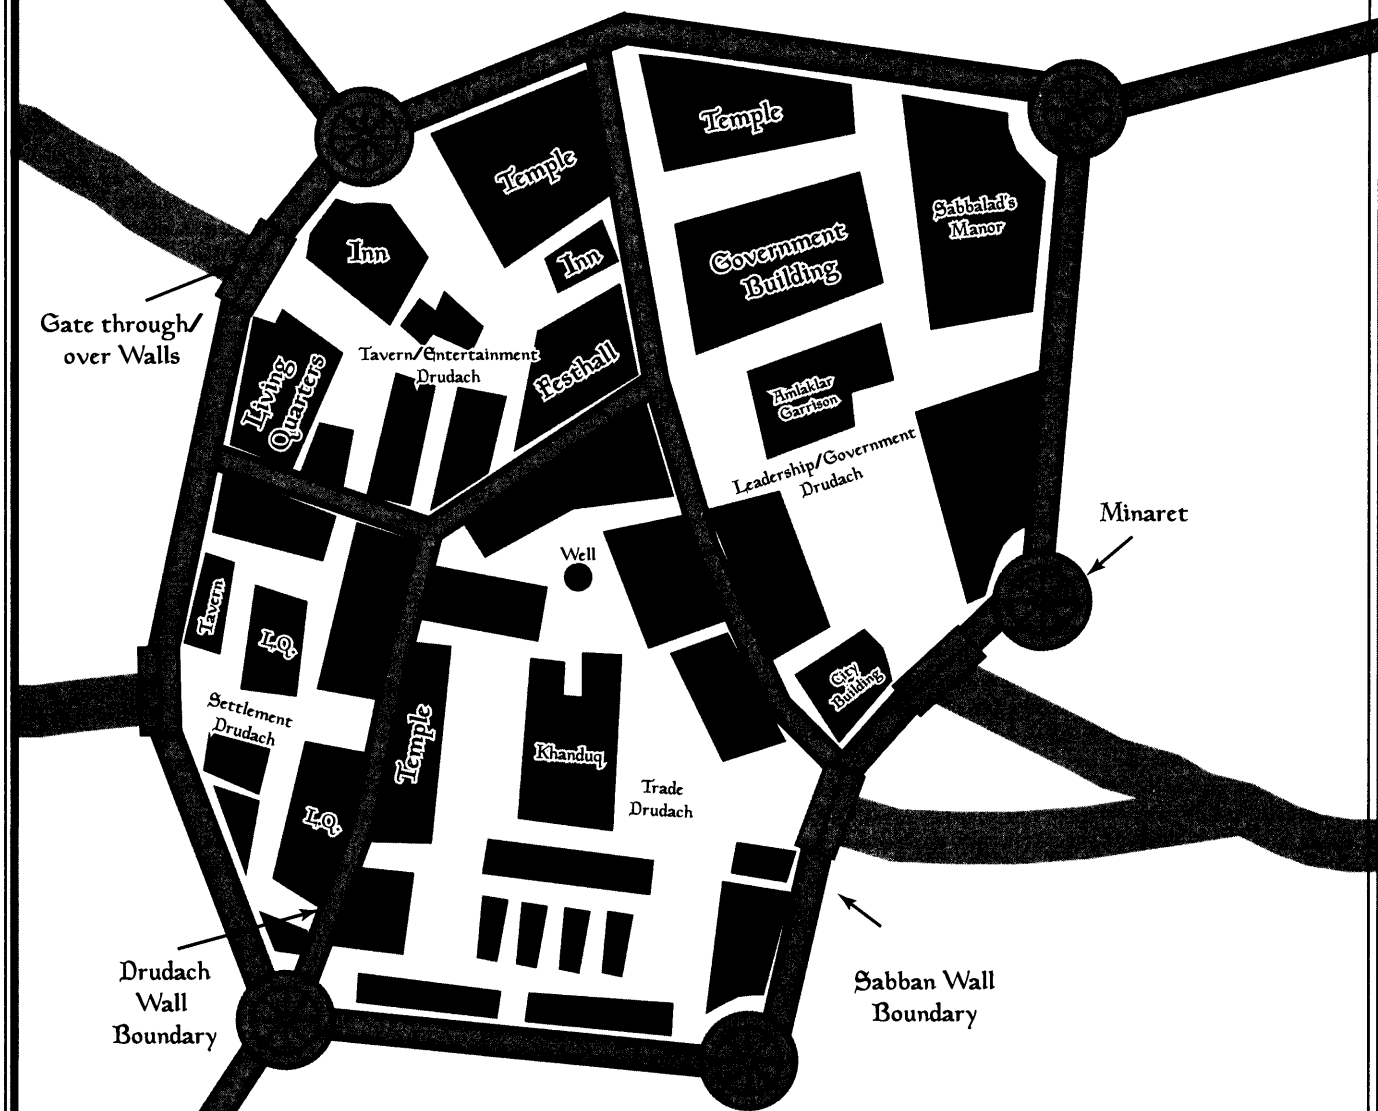 Temple
Temple
Sabbalad's
Manor
Inn
Inn
Government
Building
Gate through/
over Walls
Tavern/Entertainment
Drudach
Living
Quarters
Festhall
Amlaklar
Garrison
Leadership/Government
Drudach
Minaret
Well
Tavern
L.Q.
City
Building
Settlement
Drudach
Temple
Khanduq
Trade
Drudach
L.Q.
Drudach
Wall
Boundary
Sabban Wall
Boundary